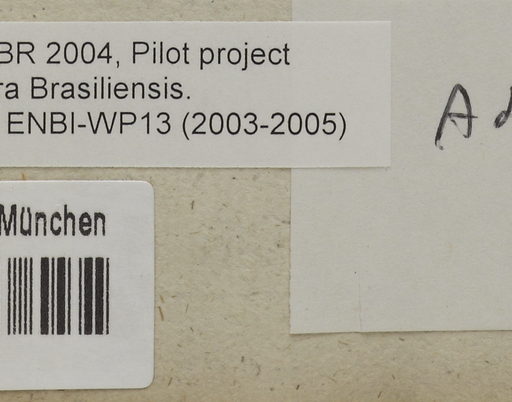 BR 2004, Pilot project
ra Brasiliensis.
ENBI-WP13 (2003-2005)
München